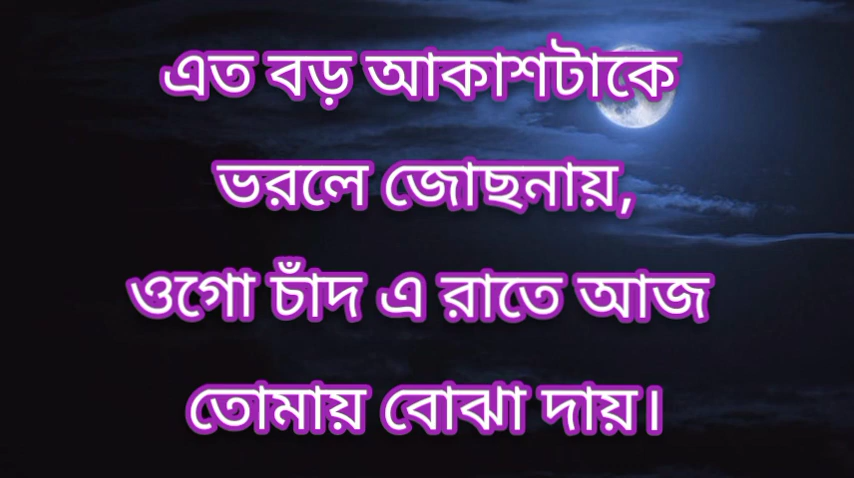 এত বড় আকাশটাকে
ভরলে জোছনায়,
ওগো চাঁদ এ রাতে আজ
তোমায় বোঝা দায়।